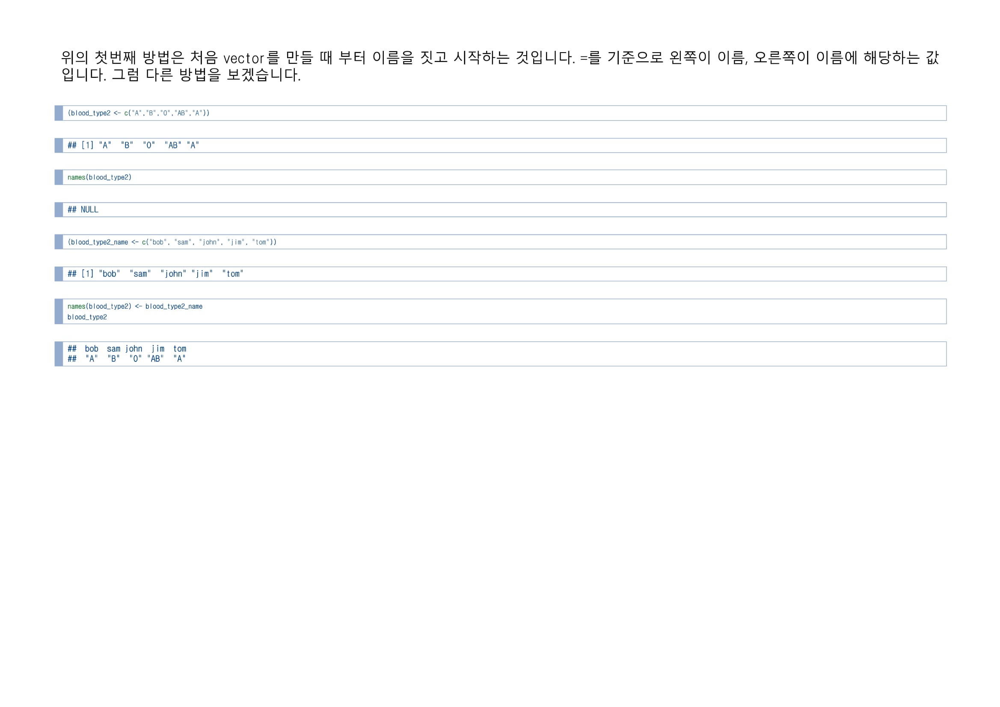 위의 첫번째 방법은 처음 vector를 만들 때 부터 이름을 짓고 시작하는 것입니다. =를 기준으로 왼쪽이 이름, 오른쪽이 이름에 해당하는 값
입니다. 그럼 다른 방법을 보겠습니다.
(blood_type2 <- c("A","B","O","AB","A"))
## [1] "A"  "B"  "O"  "AB" "A"
names(blood_type2)
## NULL
(blood_type2_name <- c("bob", "sam", "john", "jim", "tom"))
## [1] "bob"  "sam"  "john" "jim"  "tom"
names(blood_type2) <- blood_type2_name
blood_type2
##  bob  sam john  jim  tom
##  "A"  "B"  "O" "AB"  "A"